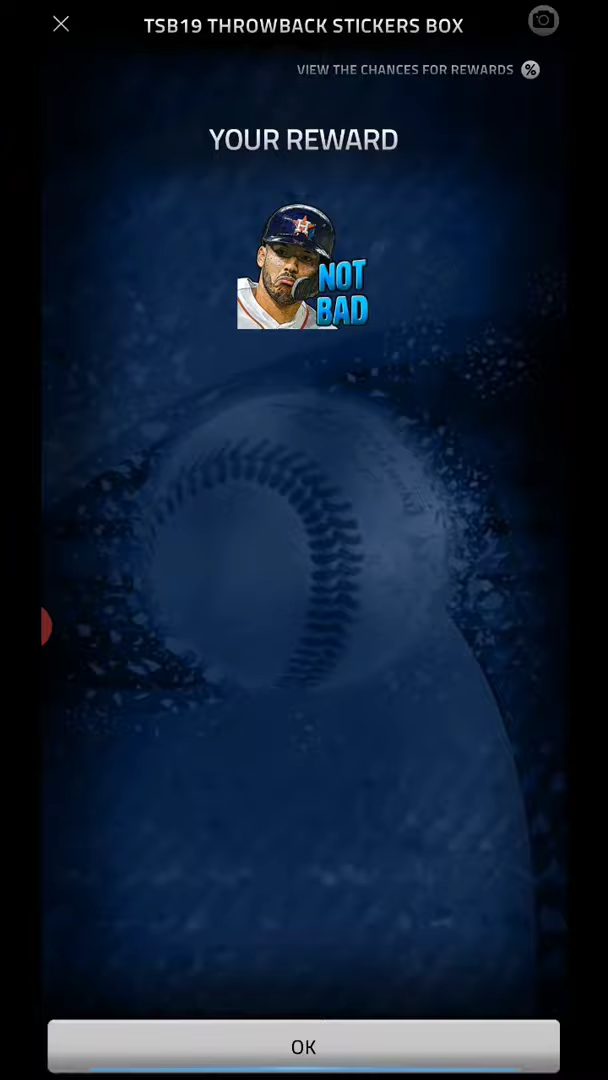 TSB19 THROWBACK STICKERS BOX
VIEW THE CHANCES FOR REWARDS %
YOUR REWARD
H
NOT
BAD
OK